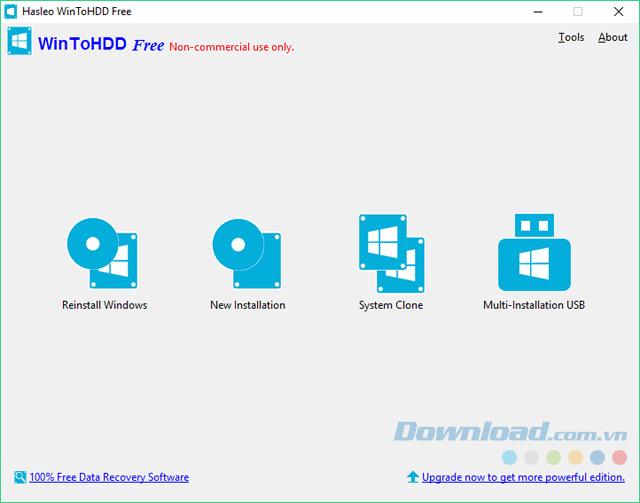 Hasleo WinToHDD Free
WinToHDD Free Non-commercial use only.
Tools About
Reinstall Windows
New Installation
System Clone
Multi-Installation USB
Download.com.vn
100% Free Data Recovery Software
Upgrade now to get more powerful edition.